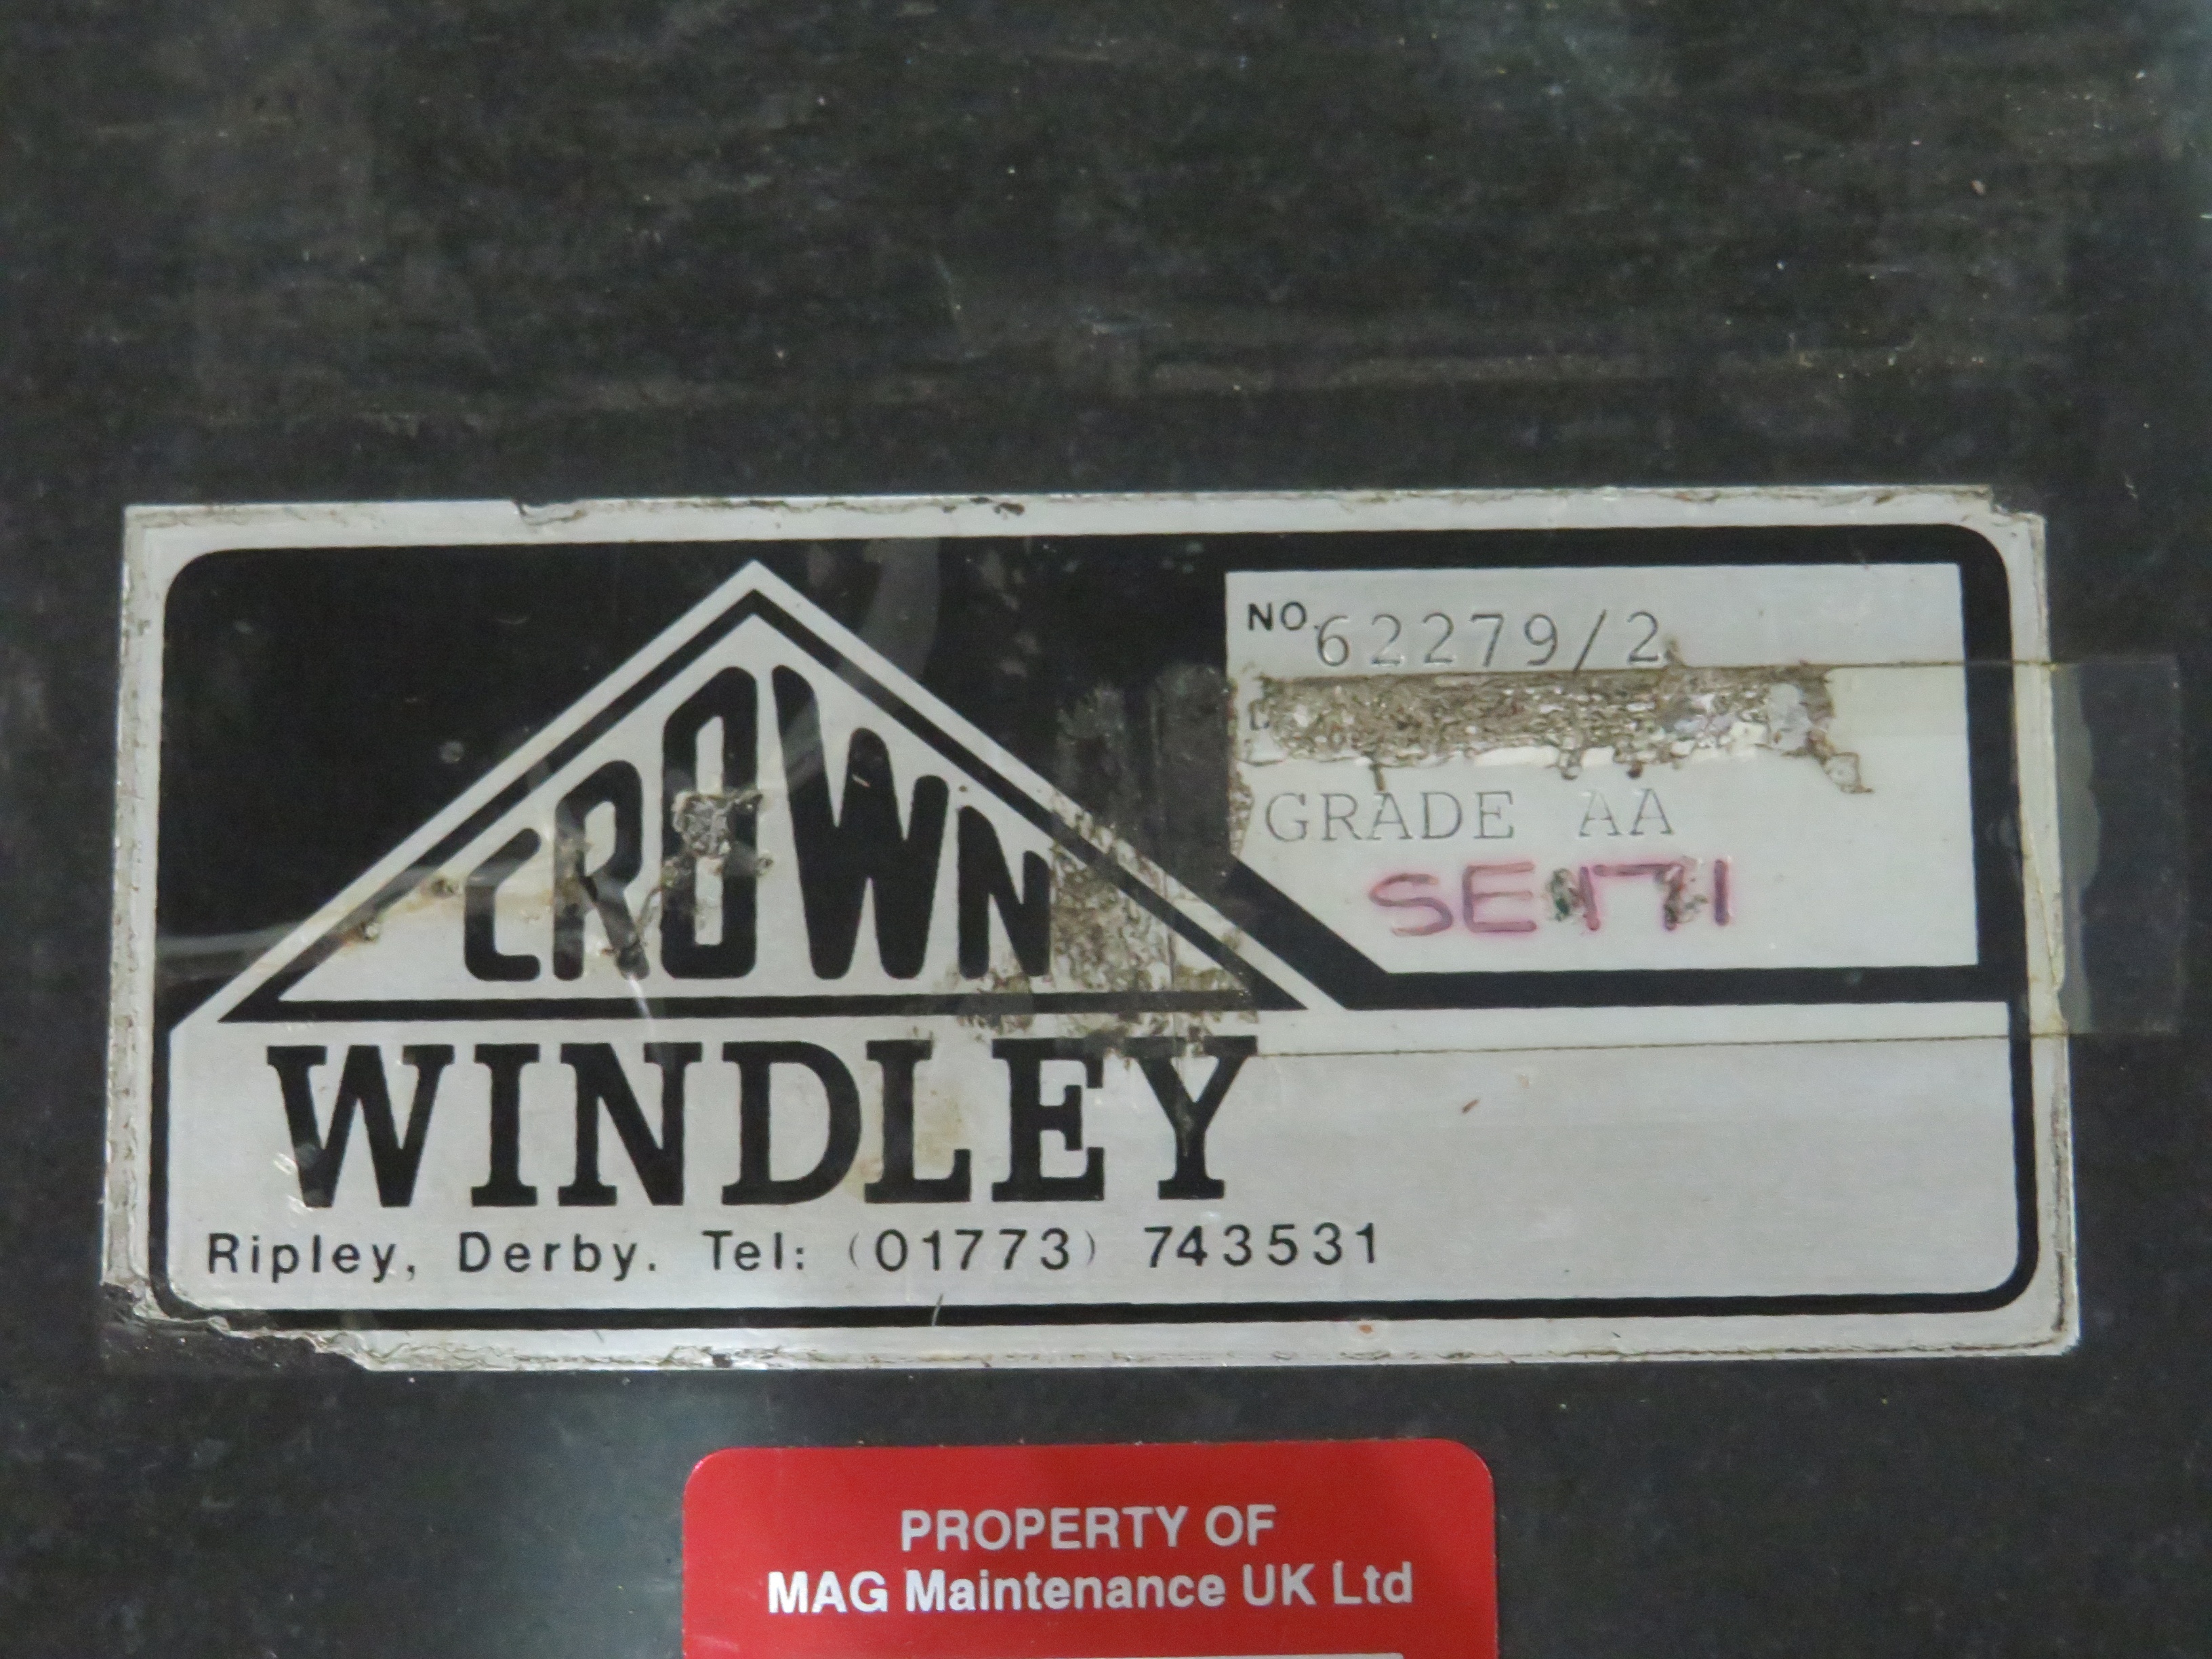 CROWN
WINDLEY
Ripley, Derby. Tel: (01773) 743531
NO. 62279/2
GRADE AA
PROPERTY OF
MAG Maintenance UK Ltd